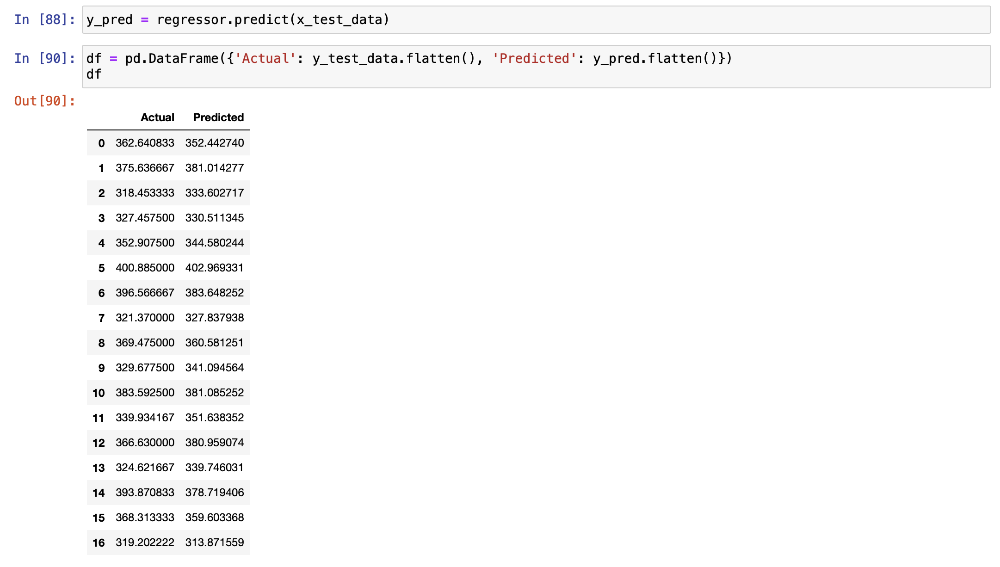 In [88]: y_pred = regressor.predict(x_test_data)
In [90]: df = pd.DataFrame({'Actual': y_test_data.flatten(), 'Predicted': y_pred.flatten()})
df
Out[90]:
Actual Predicted
0 362.640833 352.442740
1 375.636667 381.014277
2 318.453333 333.602717
3 327.457500 330.511345
4 352.907500 344.580244
5 400.885000 402.969331
6 396.566667 383.648252
7 321.370000 327.837938
8 369.475000 360.581251
9 329.677500 341.094564
10 383.592500 381.085252
11 339.934167 351.638352
12 366.630000 380.959074
13 324.621667 339.746031
14 393.870833 378.719406
15 368.313333 359.603368
16 319.202222 313.871559